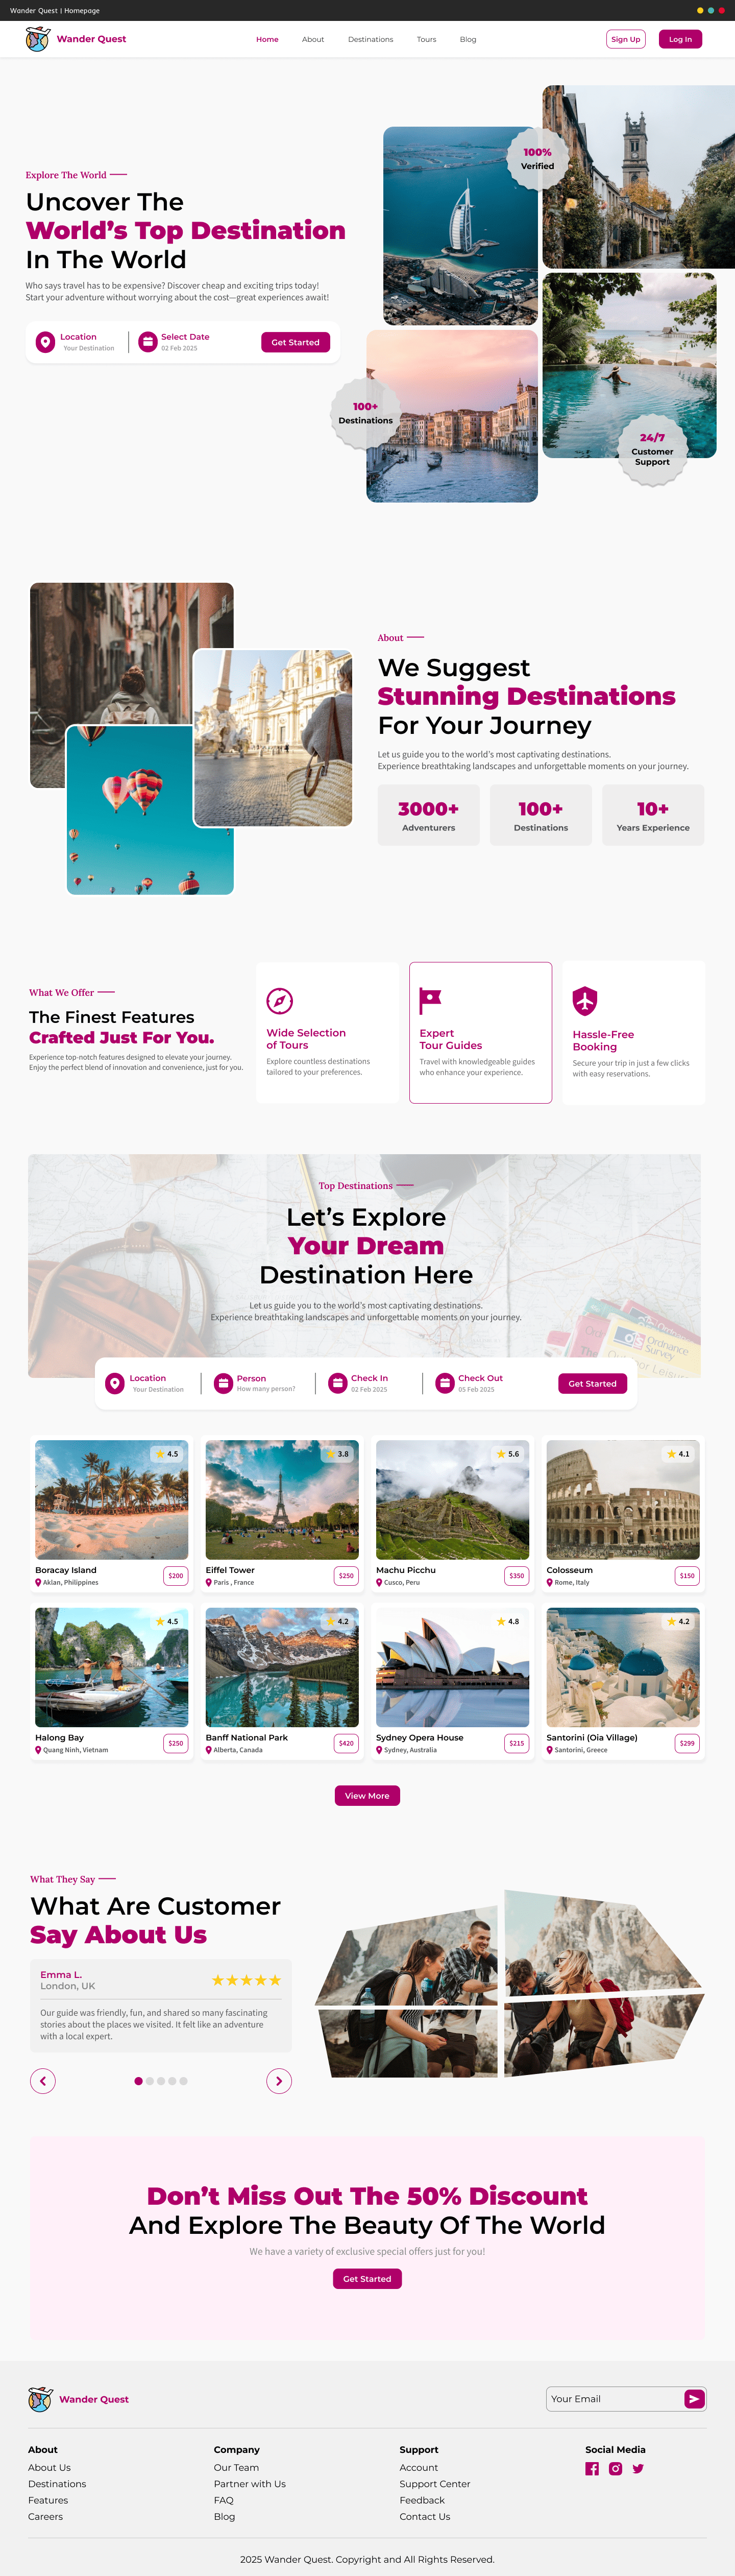 Wander Quest | Homepage
Wander Quest
Home
About
Destinations
Tours
Blog
Sign Up
Log In
Explore The World
Uncover The
World’s Top Destination
In The World
Who says travel has to be expensive? Discover cheap and exciting trips today!
Start your adventure without worrying about the cost—great experiences await!
Location
Your Destination
Select Date
02 Feb 2025
Get Started
100%
Verified
100+
Destinations
24/7
Customer
Support
About
We Suggest
Stunning Destinations
For Your Journey
Let us guide you to the world’s most captivating destinations.
Experience breathtaking landscapes and unforgettable moments on your journey.
3000+
Adventurers
100+
Destinations
10+
Years Experience
What We Offer
The Finest Features
Crafted Just For You.
Experience top-notch features designed to elevate your journey.
Enjoy the perfect blend of innovation and convenience, just for you.
Wide Selection
of Tours
Explore countless destinations
tailored to your preferences.
Expert
Tour Guides
Travel with knowledgeable guides
who enhance your experience.
Hassle-Free
Booking
Secure your trip in just a few clicks
with easy reservations.
Top Destinations
Let’s Explore
Your Dream
Destination Here
Let us guide you to the world’s most captivating destinations.
Experience breathtaking landscapes and unforgettable moments on your journey.
Ordnance
Survey
Location
Your Destination
Person
How many person?
Check In
02 Feb 2025
Check Out
05 Feb 2025
Get Started
4.5
Boracay Island
Aklan, Philippines
$200
3.8
Eiffel Tower
Paris , France
$250
5.6
Machu Picchu
Cusco, Peru
$350
4.1
Colosseum
Rome, Italy
$150
4.5
Halong Bay
Quang Ninh, Vietnam
$250
4.2
Banff National Park
Alberta, Canada
$420
4.8
Sydney Opera House
Sydney, Australia
$215
4.2
Santorini (Oia Village)
Santorini, Greece
$299
View More
What They Say
What Are Customer
Say About Us
Emma L.
London, UK
Our guide was friendly, fun, and shared so many fascinating
stories about the places we visited. It felt like an adventure
with a local expert.
Don’t Miss Out The 50% Discount
And Explore The Beauty Of The World
We have a variety of exclusive special offers just for you!
Get Started
Wander Quest
Your Email
About
About Us
Destinations
Features
Careers
Company
Our Team
Partner with Us
FAQ
Blog
Support
Account
Support Center
Feedback
Contact Us
Social Media
2025 Wander Quest. Copyright and All Rights Reserved.